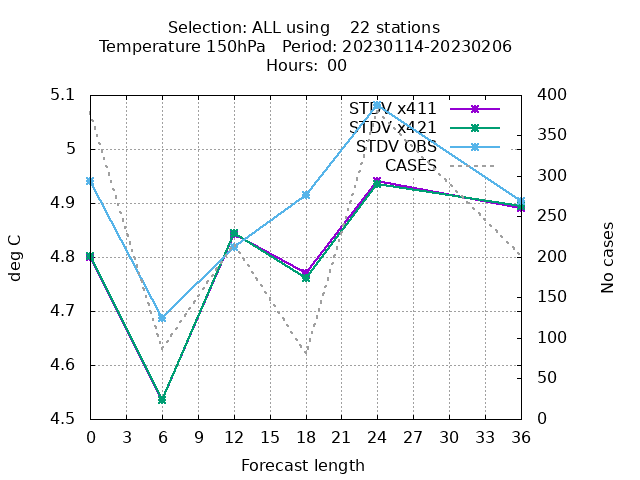 Selection: ALL using    22 stations
Temperature 150hPa   Period: 20230114-20230206
Hours:  00
5.1
5
4.9
4.8
4.7
4.6
4.5
deg C
STDV x411
STDV x421
STDV OBS
CASES
400
350
300
250
200
150
100
50
0
No cases
0 3 6 9 12 15 18 21 24 27 30 33 36
Forecast length